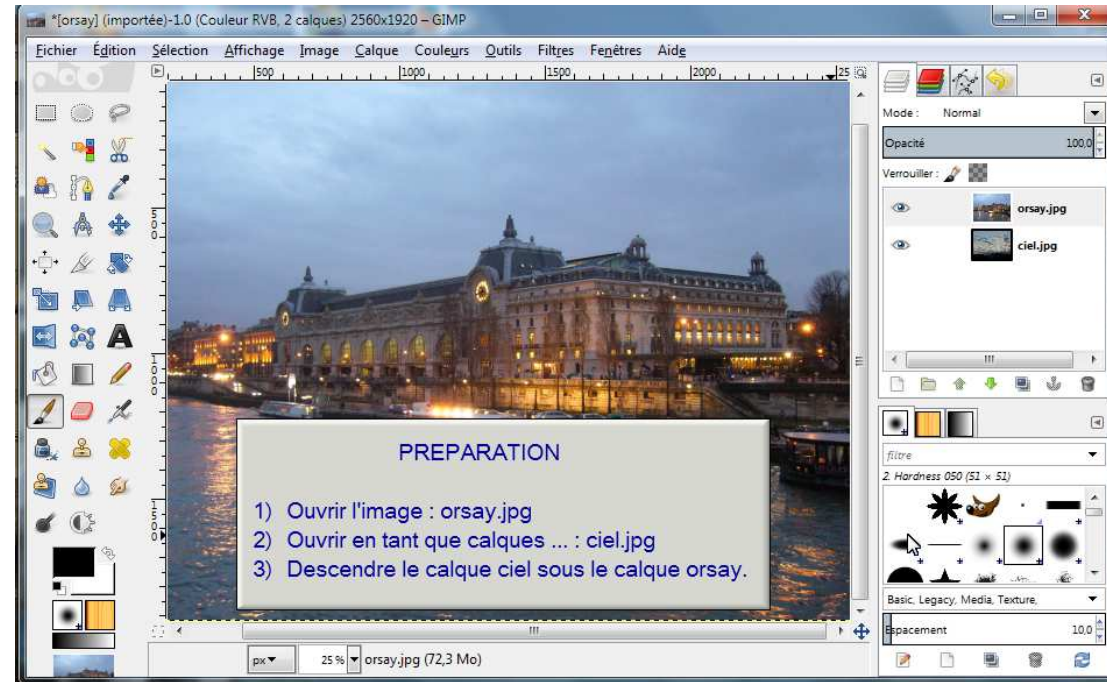 *[orsay] (importée)-1.0 (Couleur RVB, 2 calques) 2560x1920 – GIMP
Fichier Édition Sélection Affichage Image Calque Couleurs Outils Filtres Fenêtres Aide
500 1000 1500 2000 25
500
1000
1500
Mode : Normal
Opacité 100,0
Verrouiller :
orsay.jpg
ciel.jpg
PREPARATION
1) Ouvrir l'image : orsay.jpg
2) Ouvrir en tant que calques ... : ciel.jpg
3) Descendre le calque ciel sous le calque orsay.
filtre
2. Hardness 050 (51 × 51)
Basic, Legacy, Media, Texture,
Espacement 10,0
px 25 % orsay.jpg (72,3 Mo)